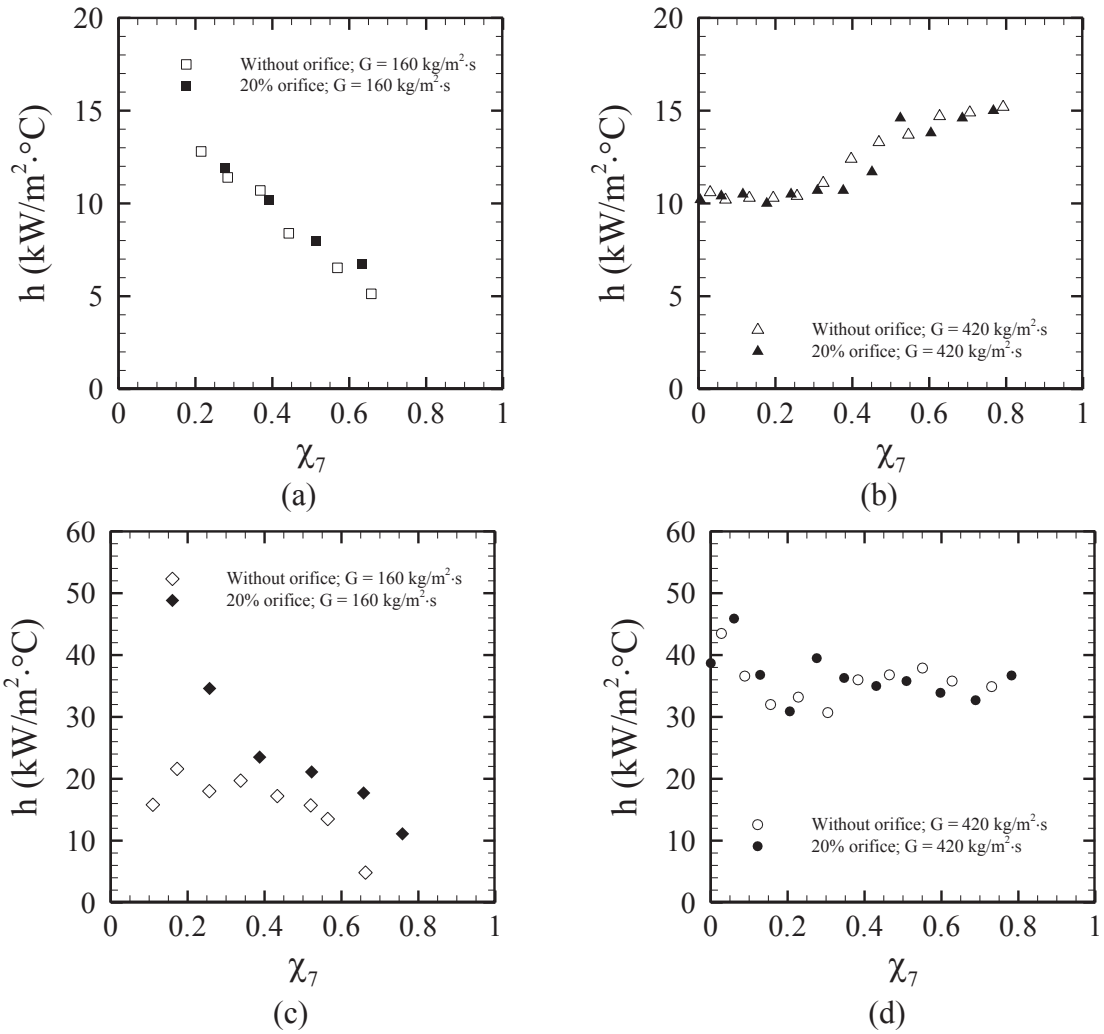 20
15
10
5
0
h (kW/m²·°C)
Without orifice; G = 160 kg/m²·s
20% orifice; G = 160 kg/m²·s
0 0.2 0.4 0.6 0.8 1
χ₇
(a)
20
15
10
5
0
h (kW/m²·°C)
Without orifice; G = 420 kg/m²·s
20% orifice; G = 420 kg/m²·s
0 0.2 0.4 0.6 0.8 1
χ₇
(b)
60
50
40
30
20
10
0
h (kW/m²·°C)
Without orifice; G = 160 kg/m²·s
20% orifice; G = 160 kg/m²·s
0 0.2 0.4 0.6 0.8 1
χ₇
(c)
60
50
40
30
20
10
0
h (kW/m²·°C)
Without orifice; G = 420 kg/m²·s
20% orifice; G = 420 kg/m²·s
0 0.2 0.4 0.6 0.8 1
χ₇
(d)